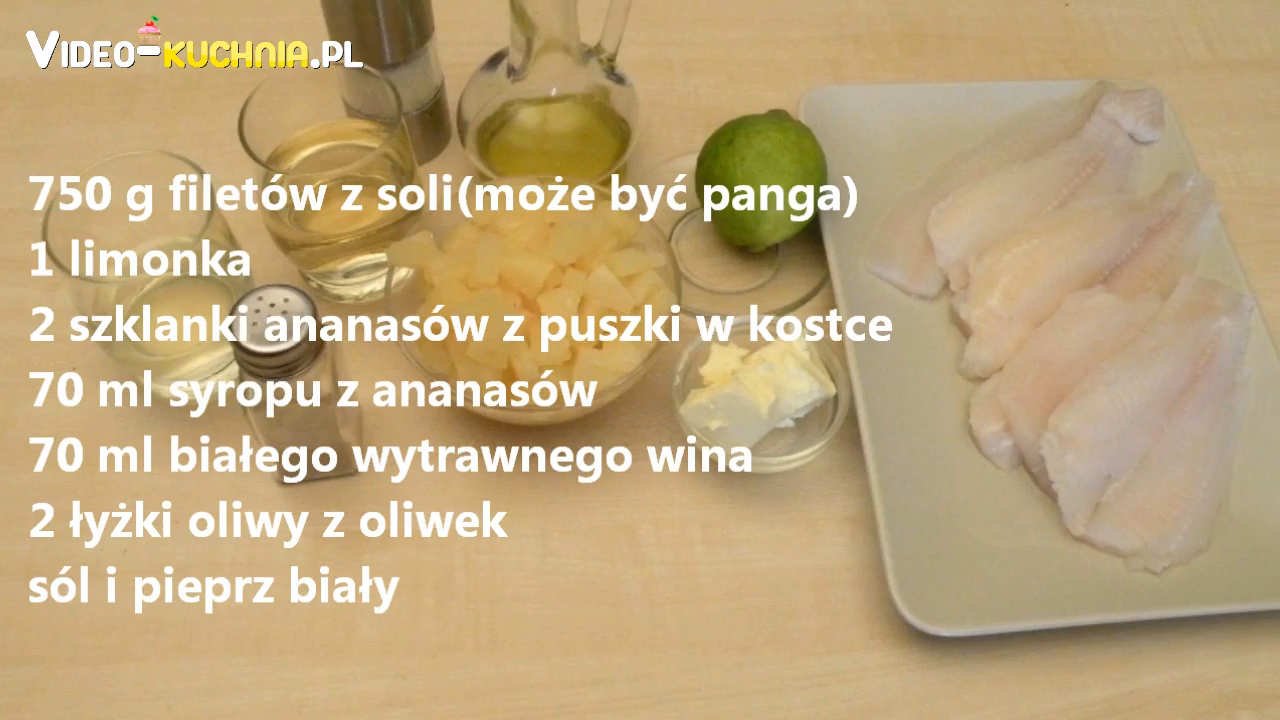 VIDEO-KUCHNIA.PL
750 g filetów z soli(może być panga)
1 limonka
2 szklanki ananasów z puszki w kostce
70 ml syropu z ananasów
70 ml białego wytrawnego wina
2 łyżki oliwy z oliwek
sól i pieprz biały